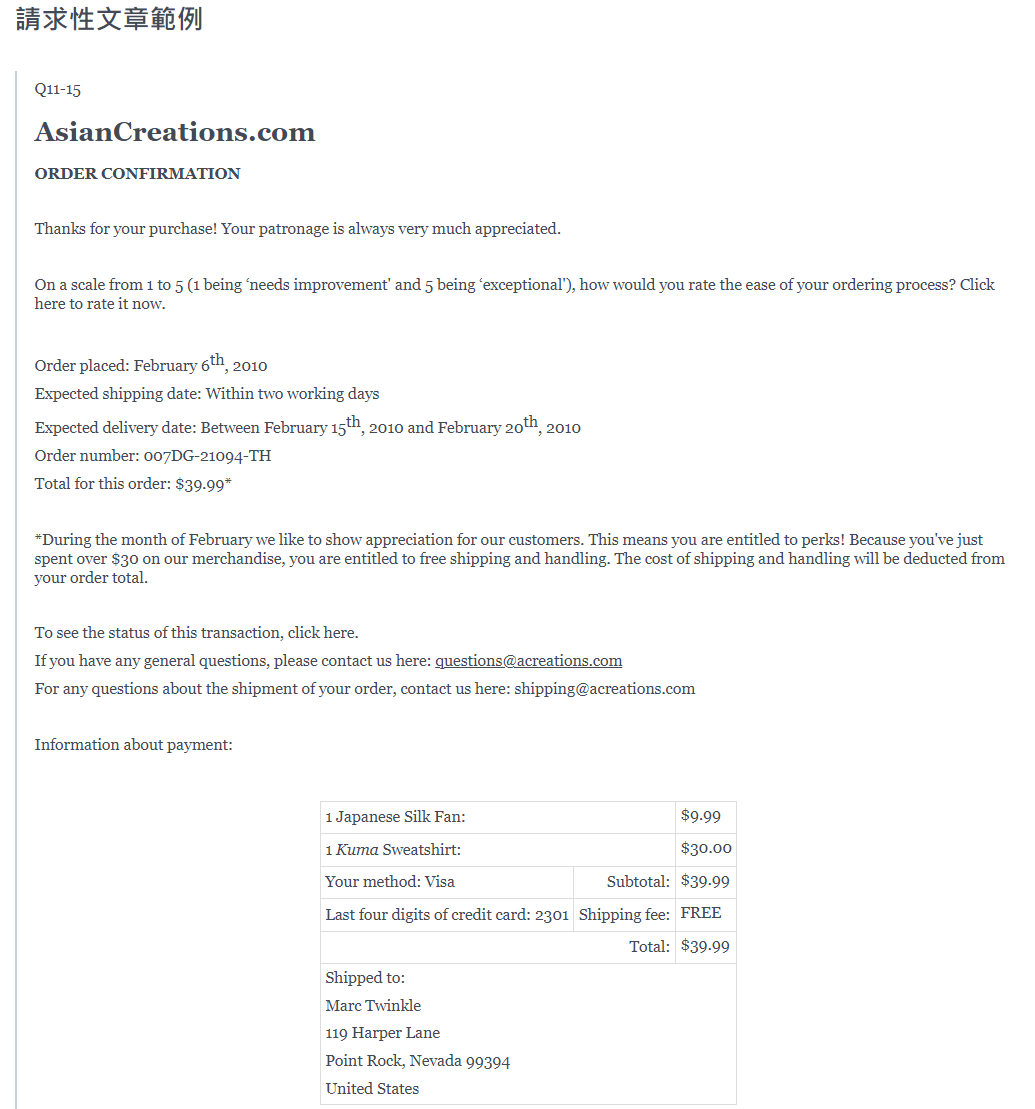 請求性文章範例
Q11-15
AsianCreations.com
ORDER CONFIRMATION
Thanks for your purchase! Your patronage is always very much appreciated.
On a scale from 1 to 5 (1 being ‘needs improvement' and 5 being ‘exceptional'), how would you rate the ease of your ordering process? Click
here to rate it now.
Order placed: February 6th, 2010
Expected shipping date: Within two working days
Expected delivery date: Between February 15th, 2010 and February 20th, 2010
Order number: 007DG-21094-TH
Total for this order: $39.99*
*During the month of February we like to show appreciation for our customers. This means you are entitled to perks! Because you've just
spent over $30 on our merchandise, you are entitled to free shipping and handling. The cost of shipping and handling will be deducted from
your order total.
To see the status of this transaction, click here.
If you have any general questions, please contact us here: questions@acreations.com
For any questions about the shipment of your order, contact us here: shipping@acreations.com
Information about payment:
1 Japanese Silk Fan: $9.99
1 Kuma Sweatshirt: $30.00
Your method: Visa Subtotal: $39.99
Last four digits of credit card: 2301 Shipping fee: FREE
Total: $39.99
Shipped to:
Marc Twinkle
119 Harper Lane
Point Rock, Nevada 99394
United States